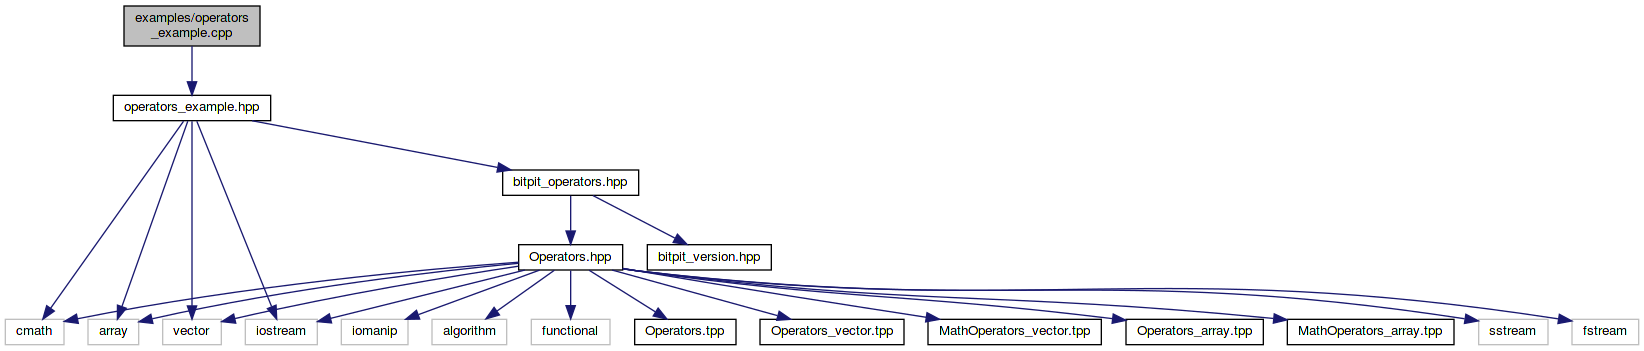 examples/operators
_example.cpp
operators_example.hpp
bitpit_operators.hpp
Operators.hpp
bitpit_version.hpp
cmath
array
vector
iostream
iomanip
algorithm
functional
Operators.tpp
Operators_vector.tpp
MathOperators_vector.tpp
Operators_array.tpp
MathOperators_array.tpp
sstream
fstream